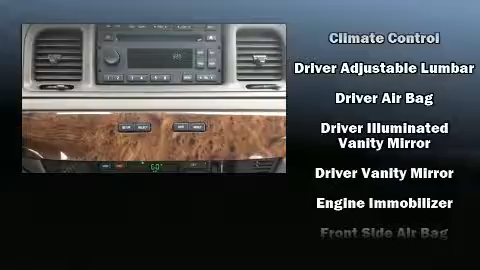 Climate Control
Driver Adjustable Lumbar
Driver Air Bag
Driver Illuminated
Vanity Mirror
Driver Vanity Mirror
Engine Immobilizer
Front Side Air Bag